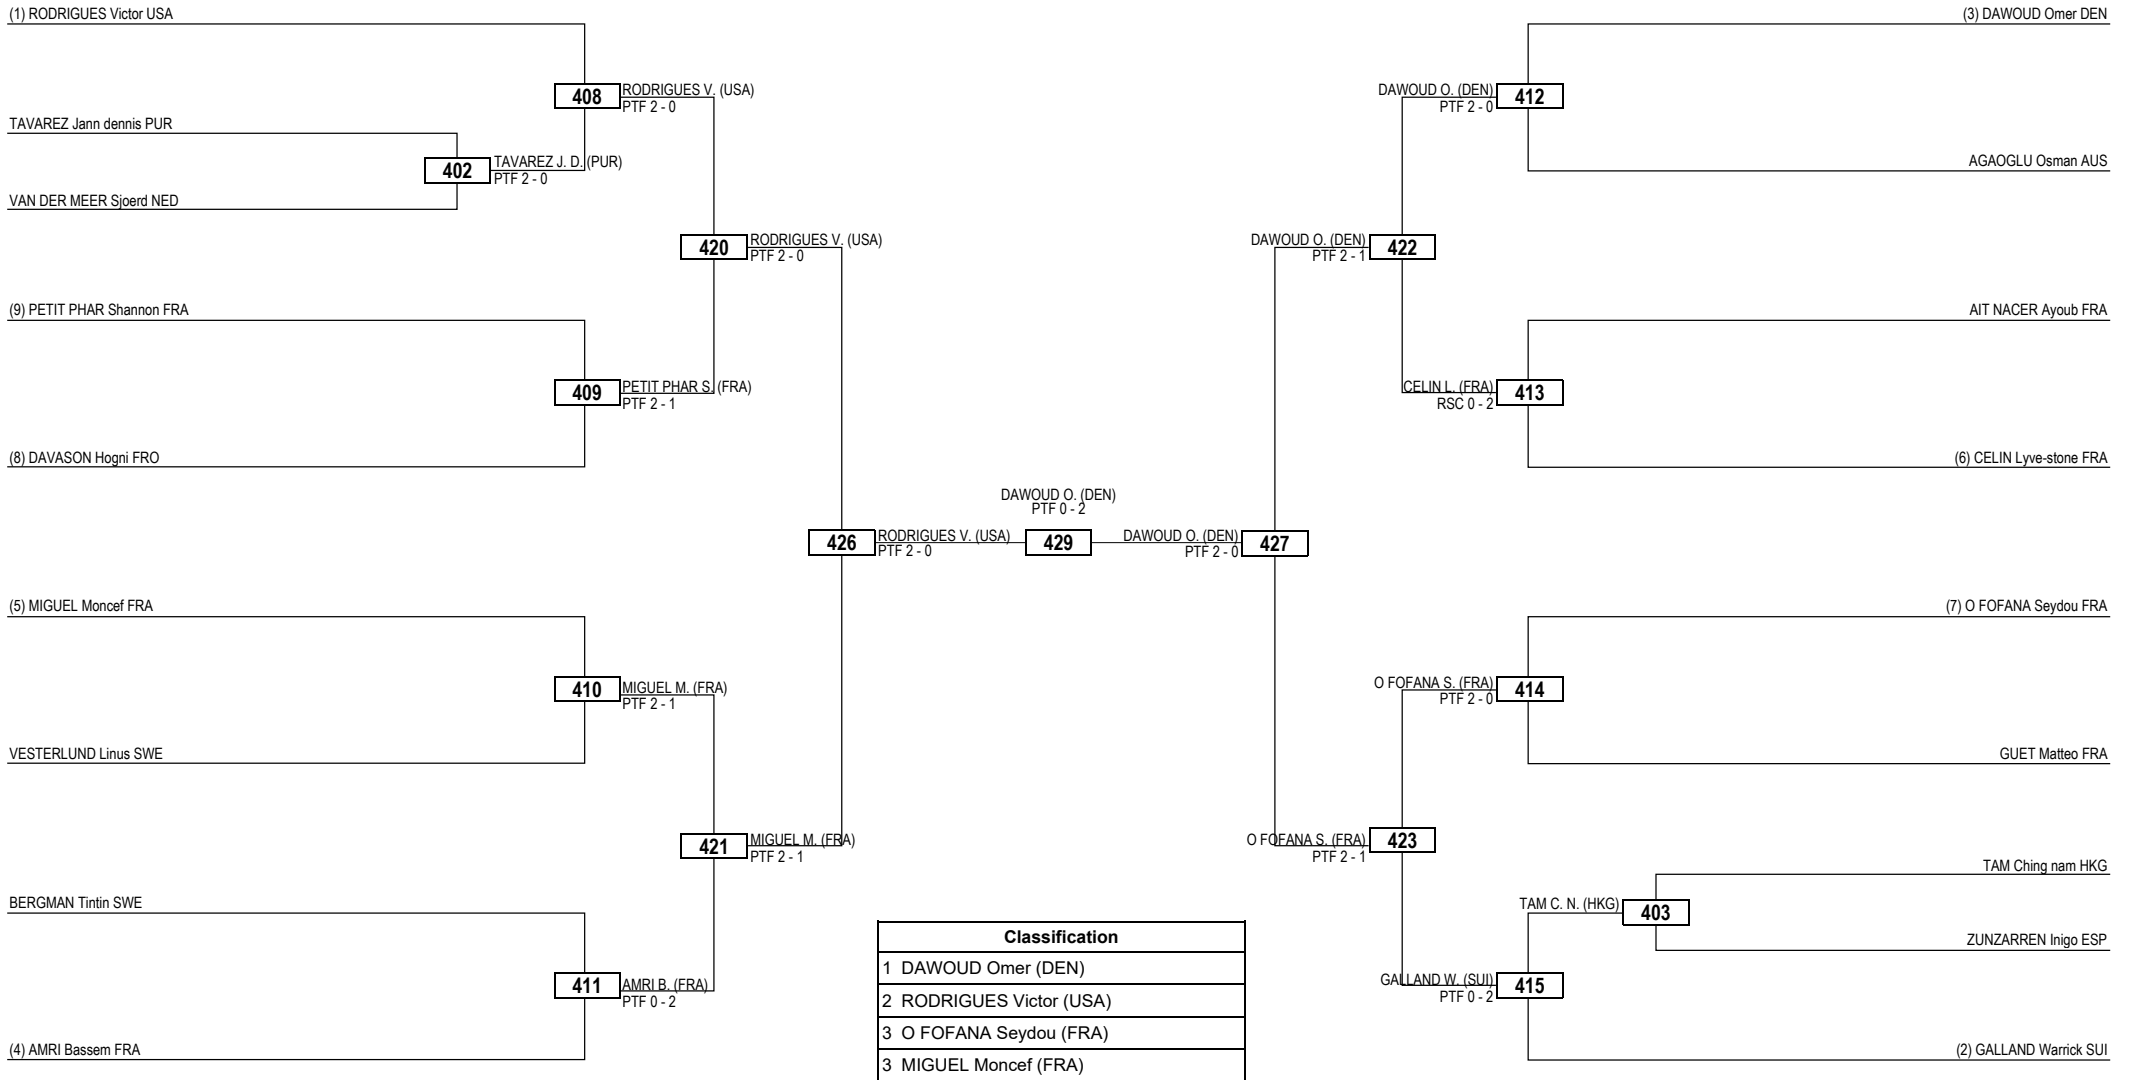 (1) RODRIGUES Victor USA
408
RODRIGUES V. (USA)
PTF 2 - 0
TAVAREZ Jann dennis PUR
402
TAVAREZ J. D. (PUR)
PTF 2 - 0
VAN DER MEER Sjoerd NED
420
RODRIGUES V. (USA)
PTF 2 - 0
(9) PETIT PHAR Shannon FRA
409
PETIT PHAR S. (FRA)
PTF 2 - 1
(8) DAVASON Hogni FRO
426
RODRIGUES V. (USA)
PTF 2 - 0
(5) MIGUEL Moncef FRA
410
MIGUEL M. (FRA)
PTF 2 - 1
VESTERLUND Linus SWE
421
MIGUEL M. (FRA)
PTF 2 - 1
BERGMAN Tintin SWE
411
AMRI B. (FRA)
PTF 0 - 2
(4) AMRI Bassem FRA
DAWOUD O. (DEN)
PTF 0 - 2
429
(3) DAWOUD Omer DEN
DAWOUD O. (DEN)
PTF 2 - 0
412
AGAOGLU Osman AUS
DAWOUD O. (DEN)
PTF 2 - 1
422
AIT NACER Ayoub FRA
CELIN L. (FRA)
RSC 0 - 2
413
(6) CELIN Lyve-stone FRA
DAWOUD O. (DEN)
PTF 2 - 0
427
(7) O FOFANA Seydou FRA
O FOFANA S. (FRA)
PTF 2 - 0
414
GUET Matteo FRA
O FOFANA S. (FRA)
PTF 2 - 1
423
TAM Ching nam HKG
TAM C. N. (HKG)
403
ZUNZARREN Inigo ESP
GALLAND W. (SUI)
PTF 0 - 2
415
(2) GALLAND Warrick SUI
Classification
1 DAWOUD Omer (DEN)
2 RODRIGUES Victor (USA)
3 O FOFANA Seydou (FRA)
3 MIGUEL Moncef (FRA)